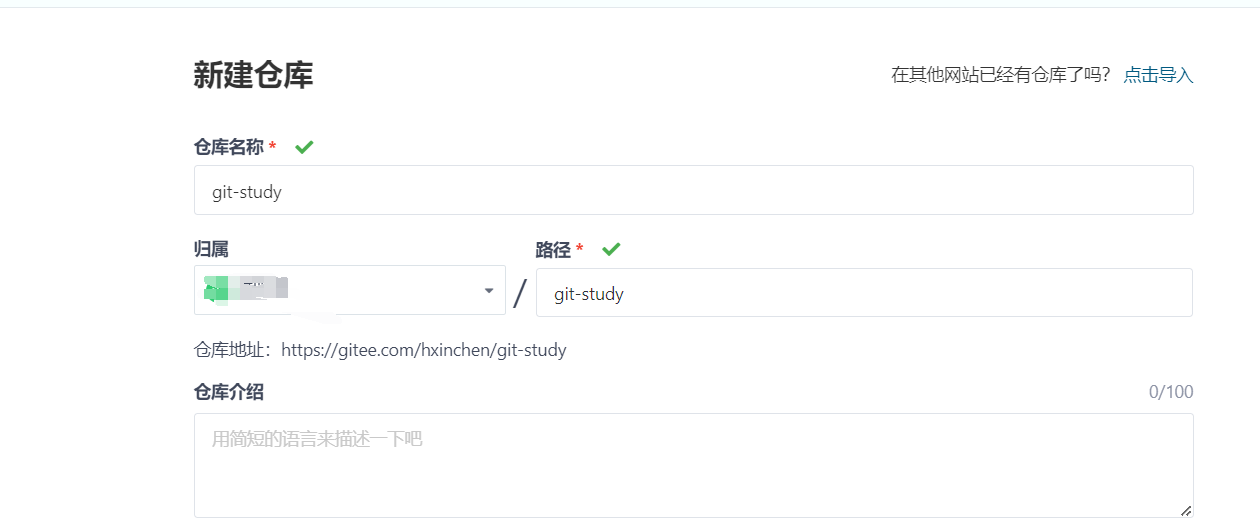 新建仓库
在其他网站已经有仓库了吗？ 点击导入
仓库名称 *
git-study
归属
路径 *
/
git-study
仓库地址：https://gitee.com/hxinchen/git-study
仓库介绍
0/100
用简短的语言来描述一下吧